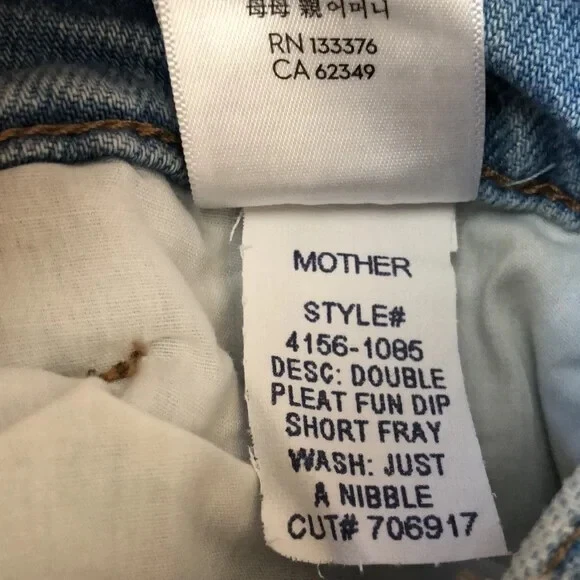 母母 親 어머니
RN 133376
CA 62349
MOTHER
STYLE#
4156-1085
DESC: DOUBLE
PLEAT FUN DIP
SHORT FRAY
WASH: JUST
A NIBBLE
CUT# 706917